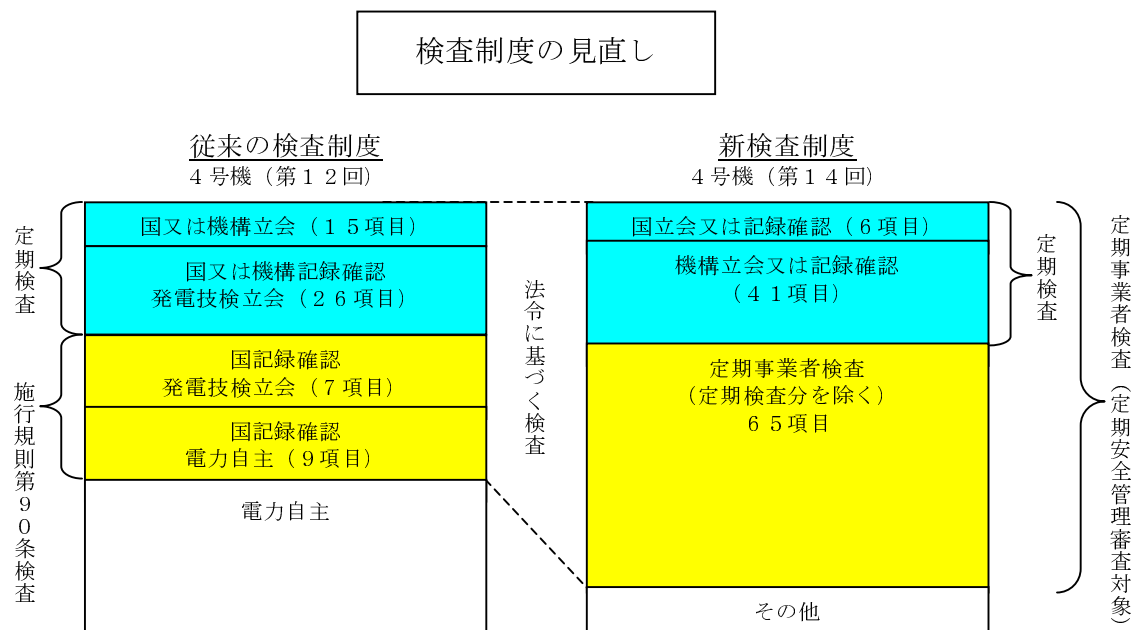 検査制度の見直し
従来の検査制度
4号機（第12回）
定期検査
国又は機構立会（15項目）
国又は機構記録確認
発電技検立会（26項目）
施行規則第90条検査
国記録確認
発電技検立会（7項目）
国記録確認
電力自主（9項目）
電力自主
法令に基づく検査
新検査制度
4号機（第14回）
国立会又は記録確認（6項目）
機構立会又は記録確認
（41項目）
定期検査
定期事業者検査
（定期検査分を除く）
65項目
その他
定期事業者検査（定期安全管理審査対象）